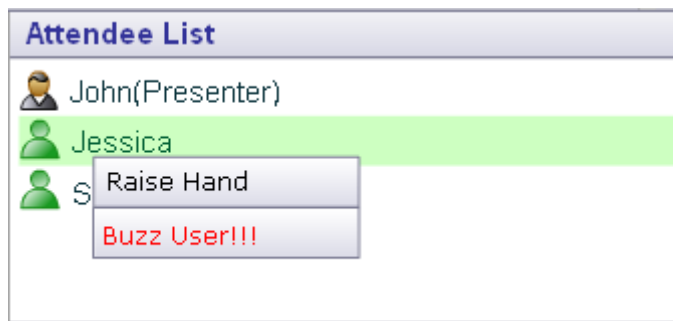 Attendee List
John(Presenter)
Jessica
S
Raise Hand
Buzz User!!!